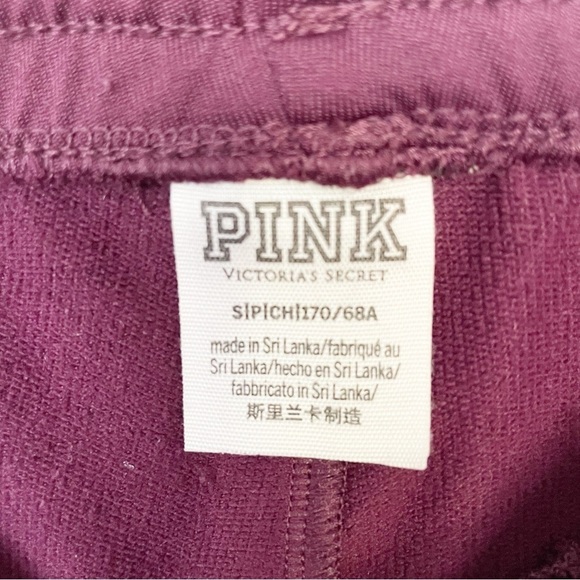 PINK
VICTORIA'S SECRET
S|P|CH|170/68A
made in Sri Lanka/fabriqué au
Sri Lanka/hecho en Sri Lanka/
fabbricato in Sri Lanka/
斯里兰卡制造